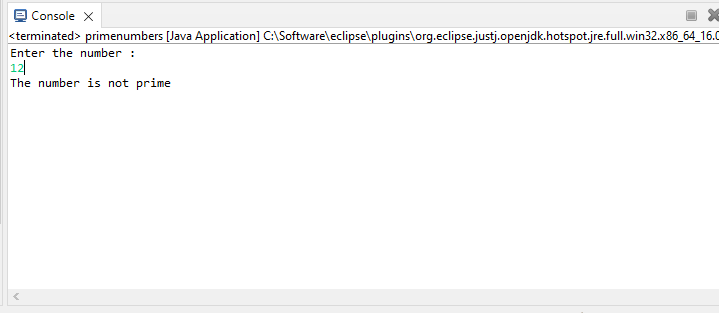 Console
<terminated> primenumbers [Java Application] C:\Software\eclipse\plugins\org.eclipse.justj.openjdk.hotspot.jre.full.win32.x86_64_16.0
Enter the number :
12
The number is not prime